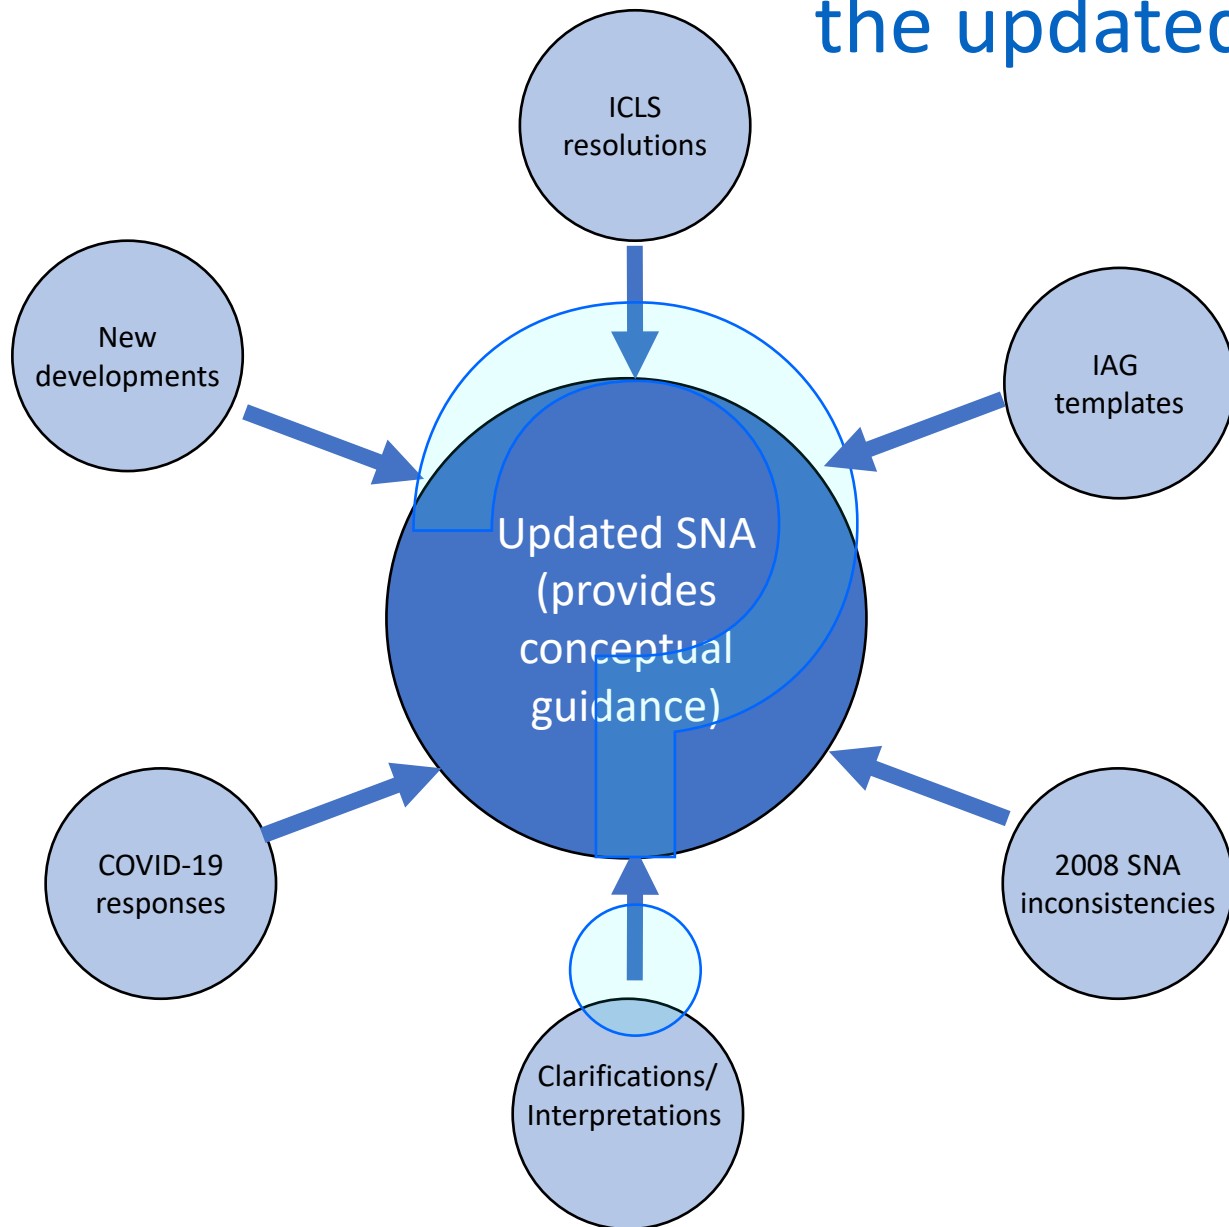 the updated
ICLS
resolutions
New
developments
IAG
templates
Updated SNA
(provides
conceptual
guidance)
COVID-19
responses
2008 SNA
inconsistencies
Clarifications/
Interpretations